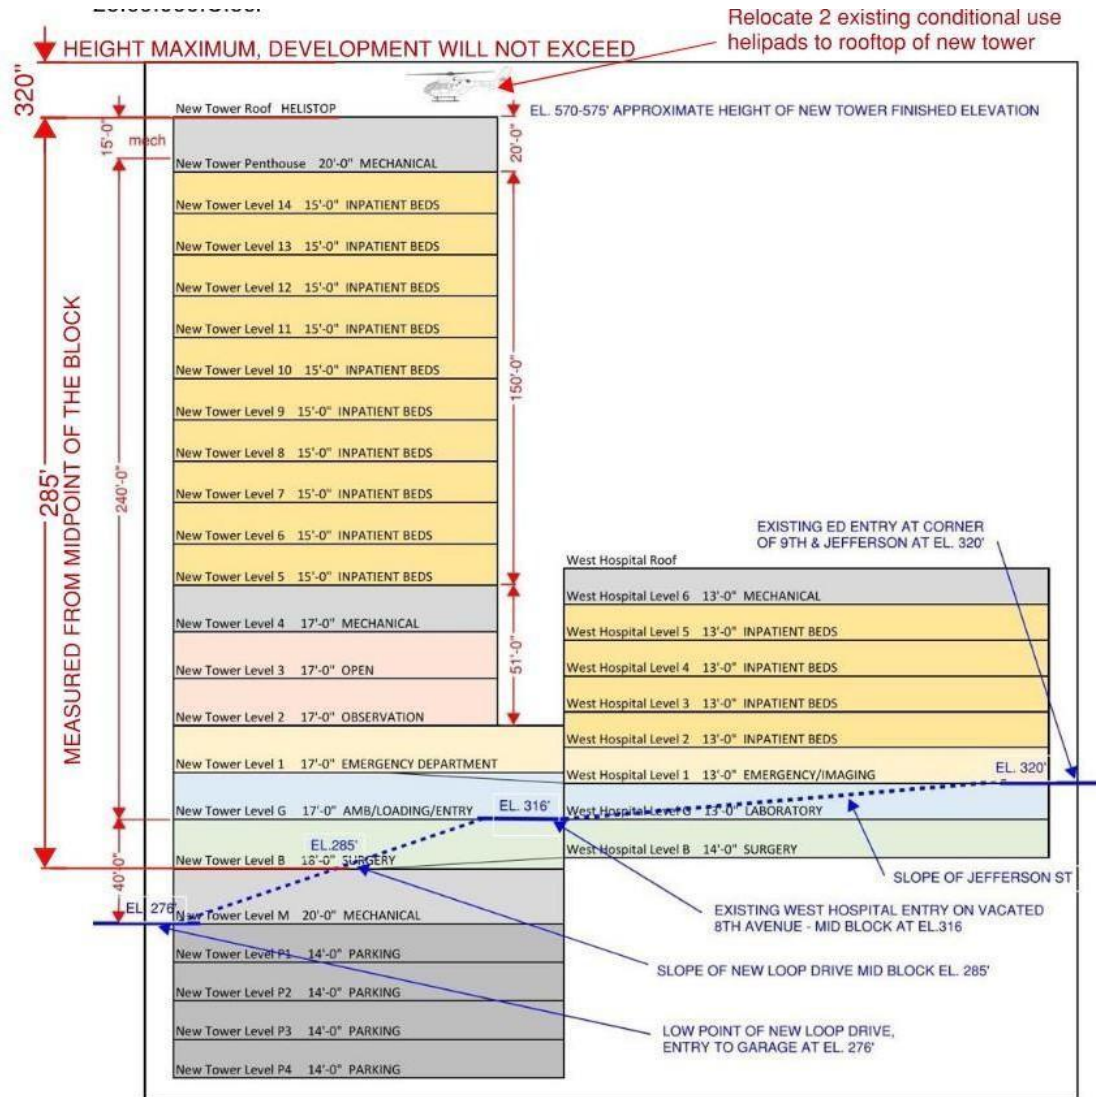 Relocate 2 existing conditional use
helipads to rooftop of new tower
HEIGHT MAXIMUM, DEVELOPMENT WILL NOT EXCEED
320"
New Tower Roof HELISTOP
EL. 570-575' APPROXIMATE HEIGHT OF NEW TOWER FINISHED ELEVATION
15'-0"
mech
20'-0"
New Tower Penthouse 20'-0" MECHANICAL
New Tower Level 14 15'-0" INPATIENT BEDS
New Tower Level 13 15'-0" INPATIENT BEDS
New Tower Level 12 15'-0" INPATIENT BEDS
New Tower Level 11 15'-0" INPATIENT BEDS
New Tower Level 10 15'-0" INPATIENT BEDS
New Tower Level 9 15'-0" INPATIENT BEDS
New Tower Level 8 15'-0" INPATIENT BEDS
New Tower Level 7 15'-0" INPATIENT BEDS
New Tower Level 6 15'-0" INPATIENT BEDS
New Tower Level 5 15'-0" INPATIENT BEDS
New Tower Level 4 17'-0" MECHANICAL
New Tower Level 3 17'-0" OPEN
New Tower Level 2 17'-0" OBSERVATION
New Tower Level 1 17'-0" EMERGENCY DEPARTMENT
New Tower Level G 17'-0" AMB/LOADING/ENTRY
New Tower Level B 18'-0" SURGERY
New Tower Level M 20'-0" MECHANICAL
New Tower Level P1 14'-0" PARKING
New Tower Level P2 14'-0" PARKING
New Tower Level P3 14'-0" PARKING
New Tower Level P4 14'-0" PARKING
285'
MEASURED FROM MIDPOINT OF THE BLOCK
240'-0"
40'-0"
150'-0"
51'-0"
EXISTING ED ENTRY AT CORNER
OF 9TH & JEFFERSON AT EL. 320'
West Hospital Roof
West Hospital Level 6 13'-0" MECHANICAL
West Hospital Level 5 13'-0" INPATIENT BEDS
West Hospital Level 4 13'-0" INPATIENT BEDS
West Hospital Level 3 13'-0" INPATIENT BEDS
West Hospital Level 2 13'-0" INPATIENT BEDS
West Hospital Level 1 13'-0" EMERGENCY/IMAGING
West Hospital Level G 13'-0" LABORATORY
West Hospital Level B 14'-0" SURGERY
EL. 320'
EL. 316'
EL.285'
EL. 276'
SLOPE OF JEFFERSON ST
EXISTING WEST HOSPITAL ENTRY ON VACATED
8TH AVENUE - MID BLOCK AT EL.316
SLOPE OF NEW LOOP DRIVE MID BLOCK EL. 285'
LOW POINT OF NEW LOOP DRIVE,
ENTRY TO GARAGE AT EL. 276'